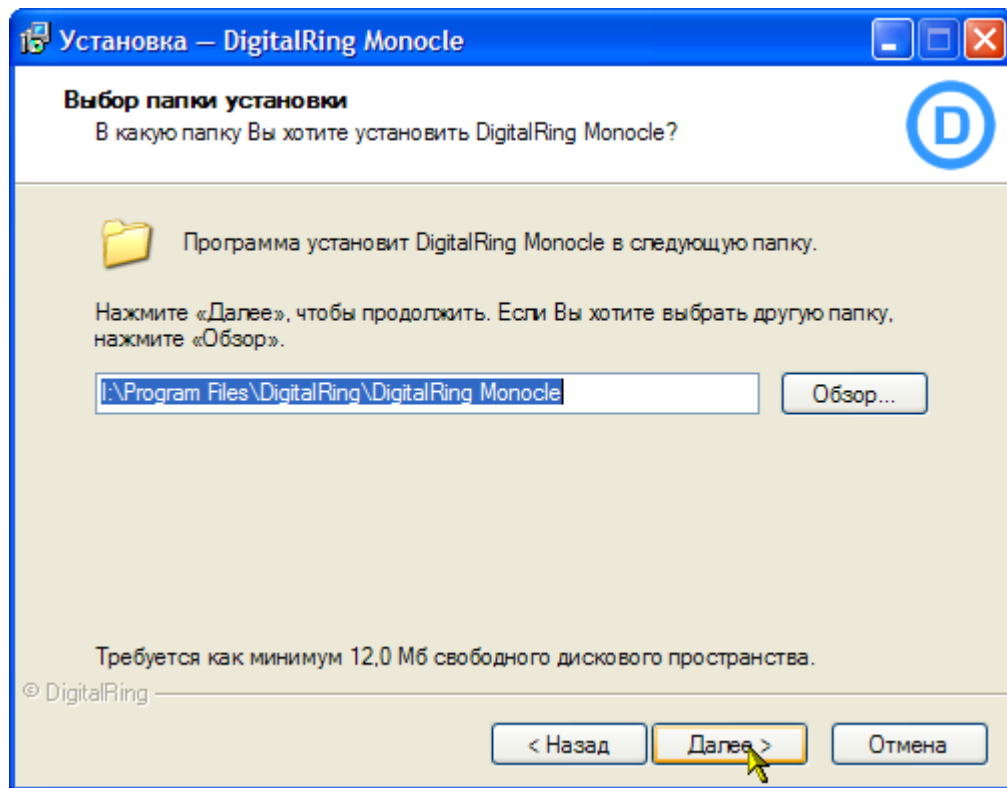 Установка — DigitalRing Monocle
Выбор папки установки
В какую папку Вы хотите установить DigitalRing Monocle?
D
Программа установит DigitalRing Monocle в следующую папку.
Нажмите «Далее», чтобы продолжить. Если Вы хотите выбрать другую папку,
нажмите «Обзор».
I:\Program Files\DigitalRing\DigitalRing Monocle
Обзор...
Требуется как минимум 12,0 Мб свободного дискового пространства.
© DigitalRing
< Назад
Далее >
Отмена